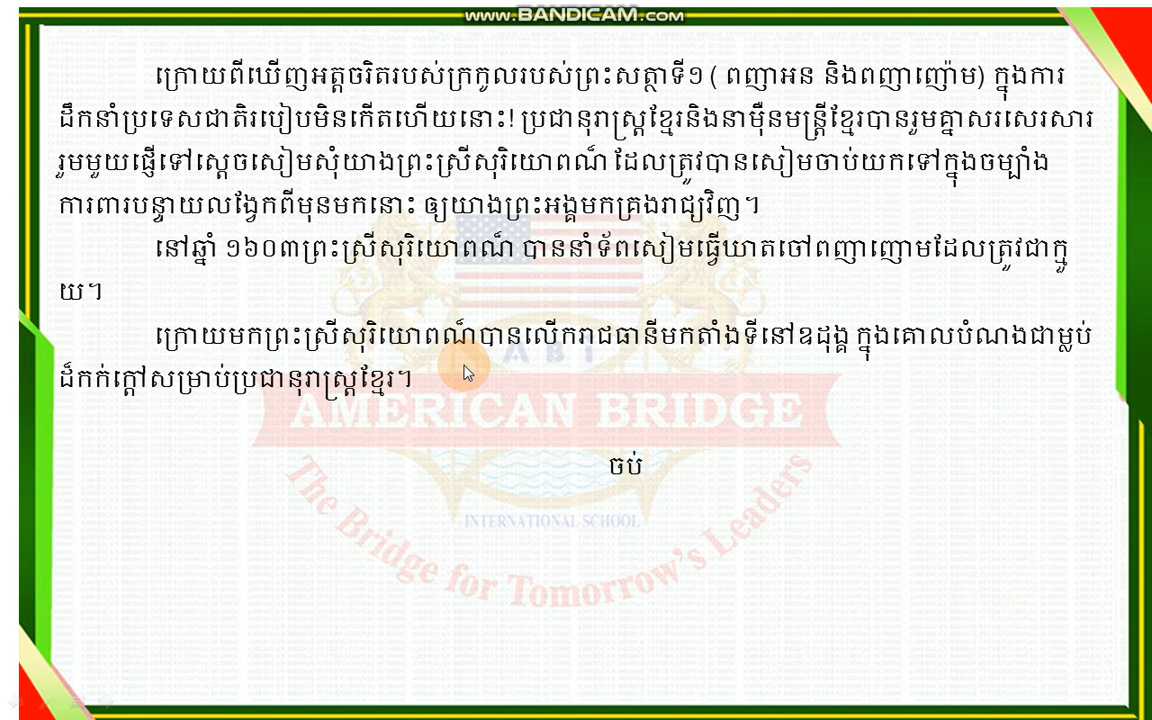 www.BANDICAM.com
ក្រោយពីឃើញអត្តចរិតរបស់ក្រកូលរបស់ព្រះសត្ថាទី១ ( ពញាអន និងពញាញ៉ោម) ក្នុងការ
ដឹកនាំប្រទេសជាតិរបៀបមិនកើតហើយនោះ! ប្រជានុរាស្ត្រខ្មែរនិងនាម៉ឺនមន្ត្រីខ្មែរបានរួមគ្នាសរសេរសារ
រួមមួយផ្ញើទៅស្ដេចសៀមសុំយាងព្រះស្រីសុរិយោពណ៌ ដែលត្រូវបានសៀមចាប់យកទៅក្នុងចម្បាំង
ការពារបន្ទាយលង្វែកពីមុនមកនោះ ឲ្យយាងព្រះអង្គមកគ្រងរាជ្យវិញ។
នៅឆ្នាំ ១៦០៣ព្រះស្រីសុរិយោពណ៌ បាននាំទ័ពសៀមធ្វើឃាតចៅពញាញោមដែលត្រូវជាក្មួ
យ។
ក្រោយមកព្រះស្រីសុរិយោពណ៌បានលើករាជធានីមកតាំងទីនៅឧដុង្គ ក្នុងគោលបំណងជាម្លប់
ដ៏កក់ក្ដៅសម្រាប់ប្រជានុរាស្ត្រខ្មែរ។
ចប់
A B I
AMERICAN BRIDGE
INTERNATIONAL SCHOOL
The Bridge for Tomorrow's Leaders